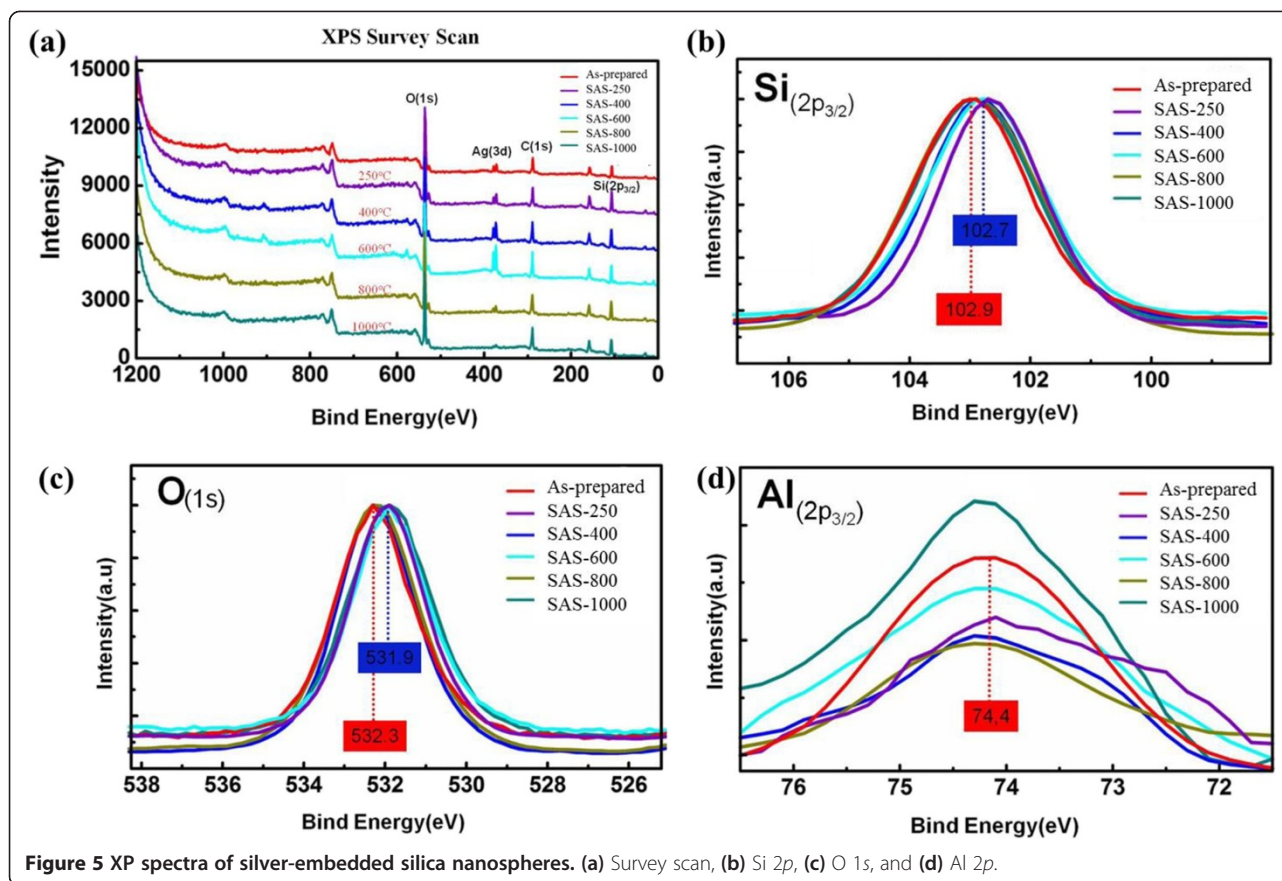 (a)
XPS Survey Scan
Intensity
15000
12000
9000
6000
3000
0
As-prepared
SAS-250
SAS-400
SAS-600
SAS-800
SAS-1000
O(1s)
Ag(3d)
C(1s)
Si(2p3/2)
250°C
400°C
600°C
800°C
1000°C
1200 1000 800 600 400 200 0
Bind Energy(eV)
(b)
Si(2p3/2)
Intensity(a.u)
As-prepared
SAS-250
SAS-400
SAS-600
SAS-800
SAS-1000
102.7
102.9
106 104 102 100
Bind Energy(eV)
(c)
O(1s)
Intensity(a.u)
As-prepared
SAS-250
SAS-400
SAS-600
SAS-800
SAS-1000
531.9
532.3
538 536 534 532 530 528 526
Bind Energy(eV)
(d)
Al(2p3/2)
Intensity(a.u)
As-prepared
SAS-250
SAS-400
SAS-600
SAS-800
SAS-1000
74,4
76 75 74 73 72
Bind Energy(eV)
Figure 5 XP spectra of silver-embedded silica nanospheres. (a) Survey scan, (b) Si 2p, (c) O 1s, and (d) Al 2p.